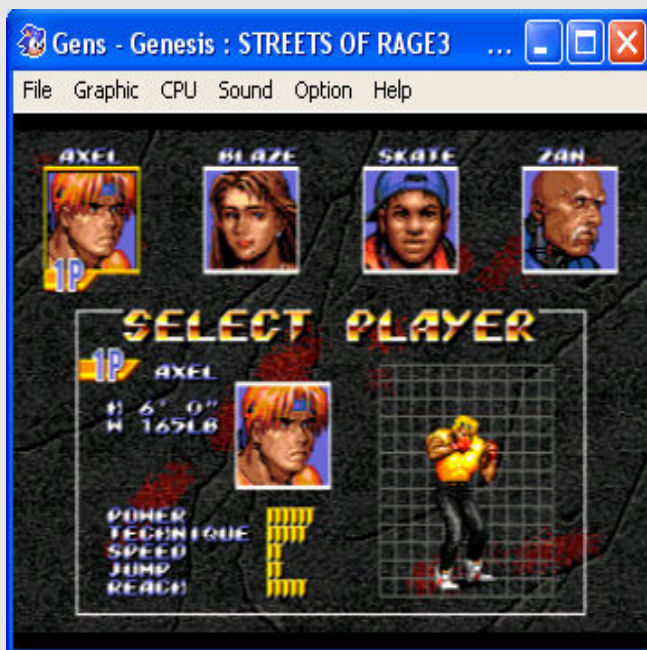 Gens - Genesis : STREETS OF RAGE3 ...
File Graphic CPU Sound Option Help
AXEL BLAZE SKATE ZAN
1P
SELECT PLAYER
1P AXEL
H 6' 0"
W 165LB
POWER
TECHNIQUE
SPEED
JUMP
REACH